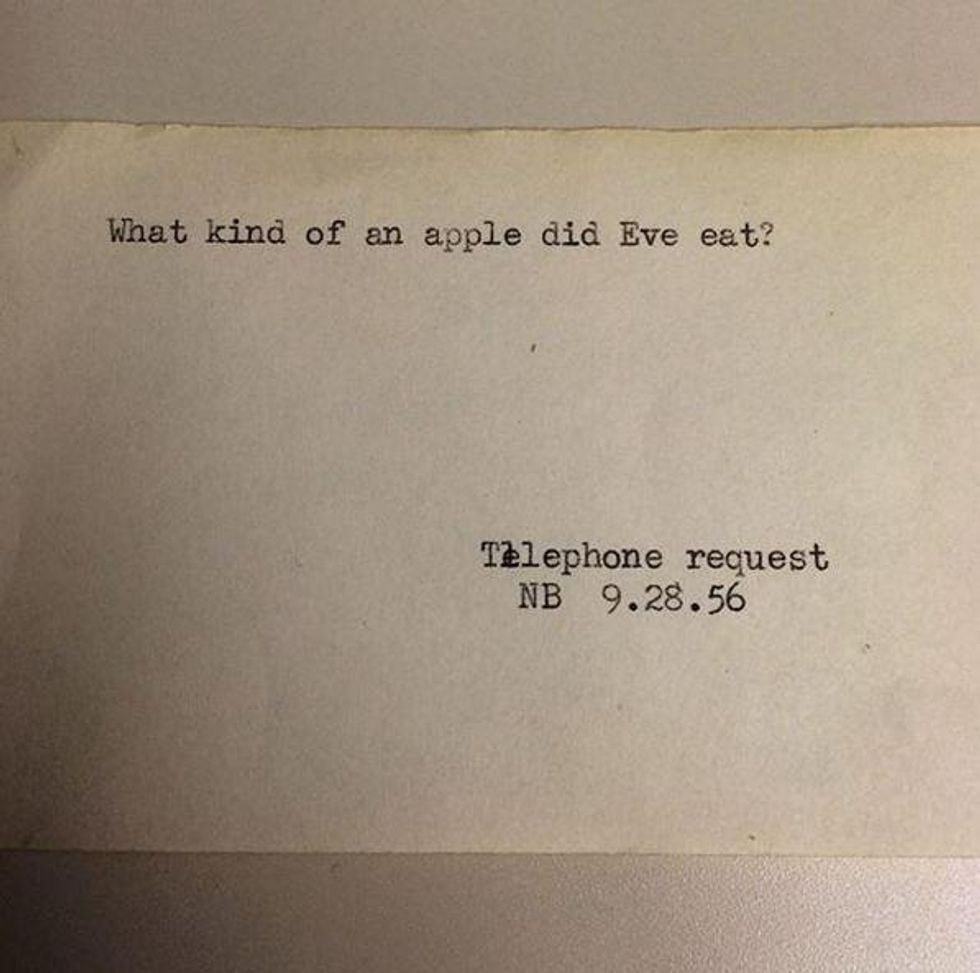 What kind of an apple did Eve eat?
Telephone request
NB 9.28.56